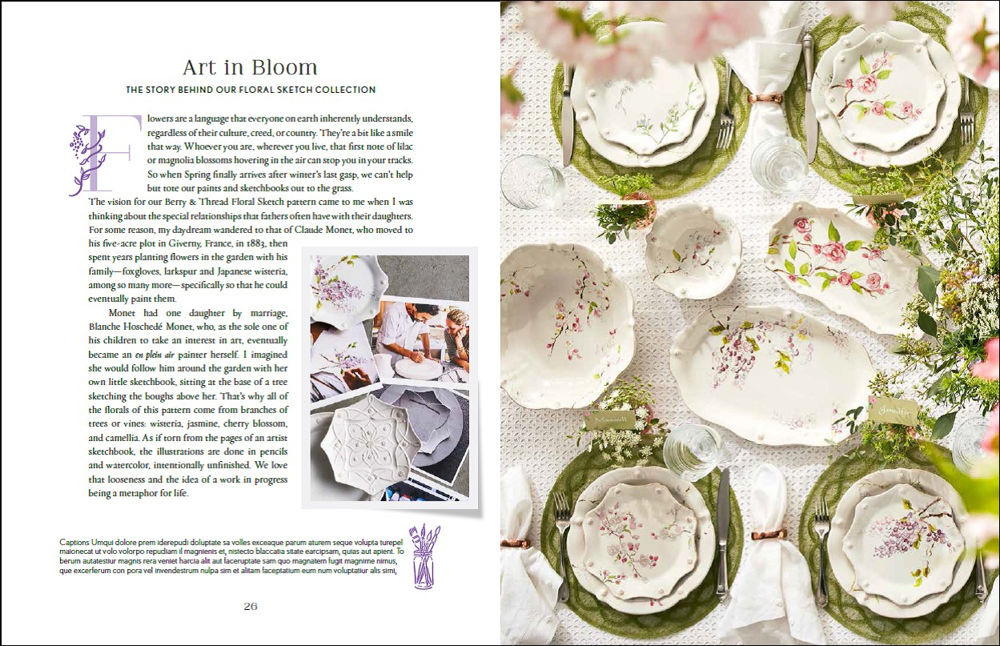 Art in Bloom
THE STORY BEHIND OUR FLORAL SKETCH COLLECTION
Flowers are a language that everyone on earth inherently understands,
regardless of their culture, creed, or country. They're a bit like a smile
that way. Whoever you are, wherever you live, that first note of lilac
or magnolia blossoms hovering in the air can stop you in your tracks.
So when Spring finally arrives after winter's last gasp, we can't help
but tote our paints and sketchbooks out to the grass.
The vision for our Berry & Thread Floral Sketch pattern came to me when I was
thinking about the special relationships that fathers often have with their daughters.
For some reason, my daydream wandered to that of Claude Monet, who moved to
his five-acre plot in Giverny, France, in 1883, then
spent years planting flowers in the garden with his
family—foxgloves, larkspur and Japanese wisteria,
among so many more—specifically so that he could
eventually paint them.
Monet had one daughter by marriage,
Blanche Hoschedé Monet, who, as the sole one of
his children to take an interest in art, eventually
became an en plein air painter herself. I imagined
she would follow him around the garden with her
own little sketchbook, sitting at the base of a tree
sketching the boughs above her. That's why all of
the florals of this pattern come from branches of
trees or vines: wisteria, jasmine, cherry blossom,
and camellia. As if torn from the pages of an artist
sketchbook, the illustrations are done in pencils
and watercolor, intentionally unfinished. We love
that looseness and the idea of a work in progress
being a metaphor for life.
Captions Umqui dolore prem iderepudi doluptate sa volles exceaque parum aturem seque volupta turepel
maionecat ut volo volorpo repudiam il magnienis et, nistecto blaccatia sitate earcipsam, quias aut apient. To
berum autatestiur magnis rera veniet harcia alit aut faceruptate sam quo magnatem fugit magnime nimus,
que excerferum con pora vel invendestrum nulpa sim et alitam faceptatium eum num voluptatiur alis simi,
26
Maxwell
Jennifer